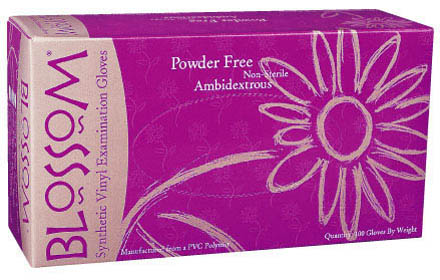 BLOSSOM®
Synthetic Vinyl Examination Gloves
BLOSSOM
Powder Free
Non-Sterile
Ambidextrous
Manufactured from a PVC Polymer
Quantity: 100 Gloves By Weight